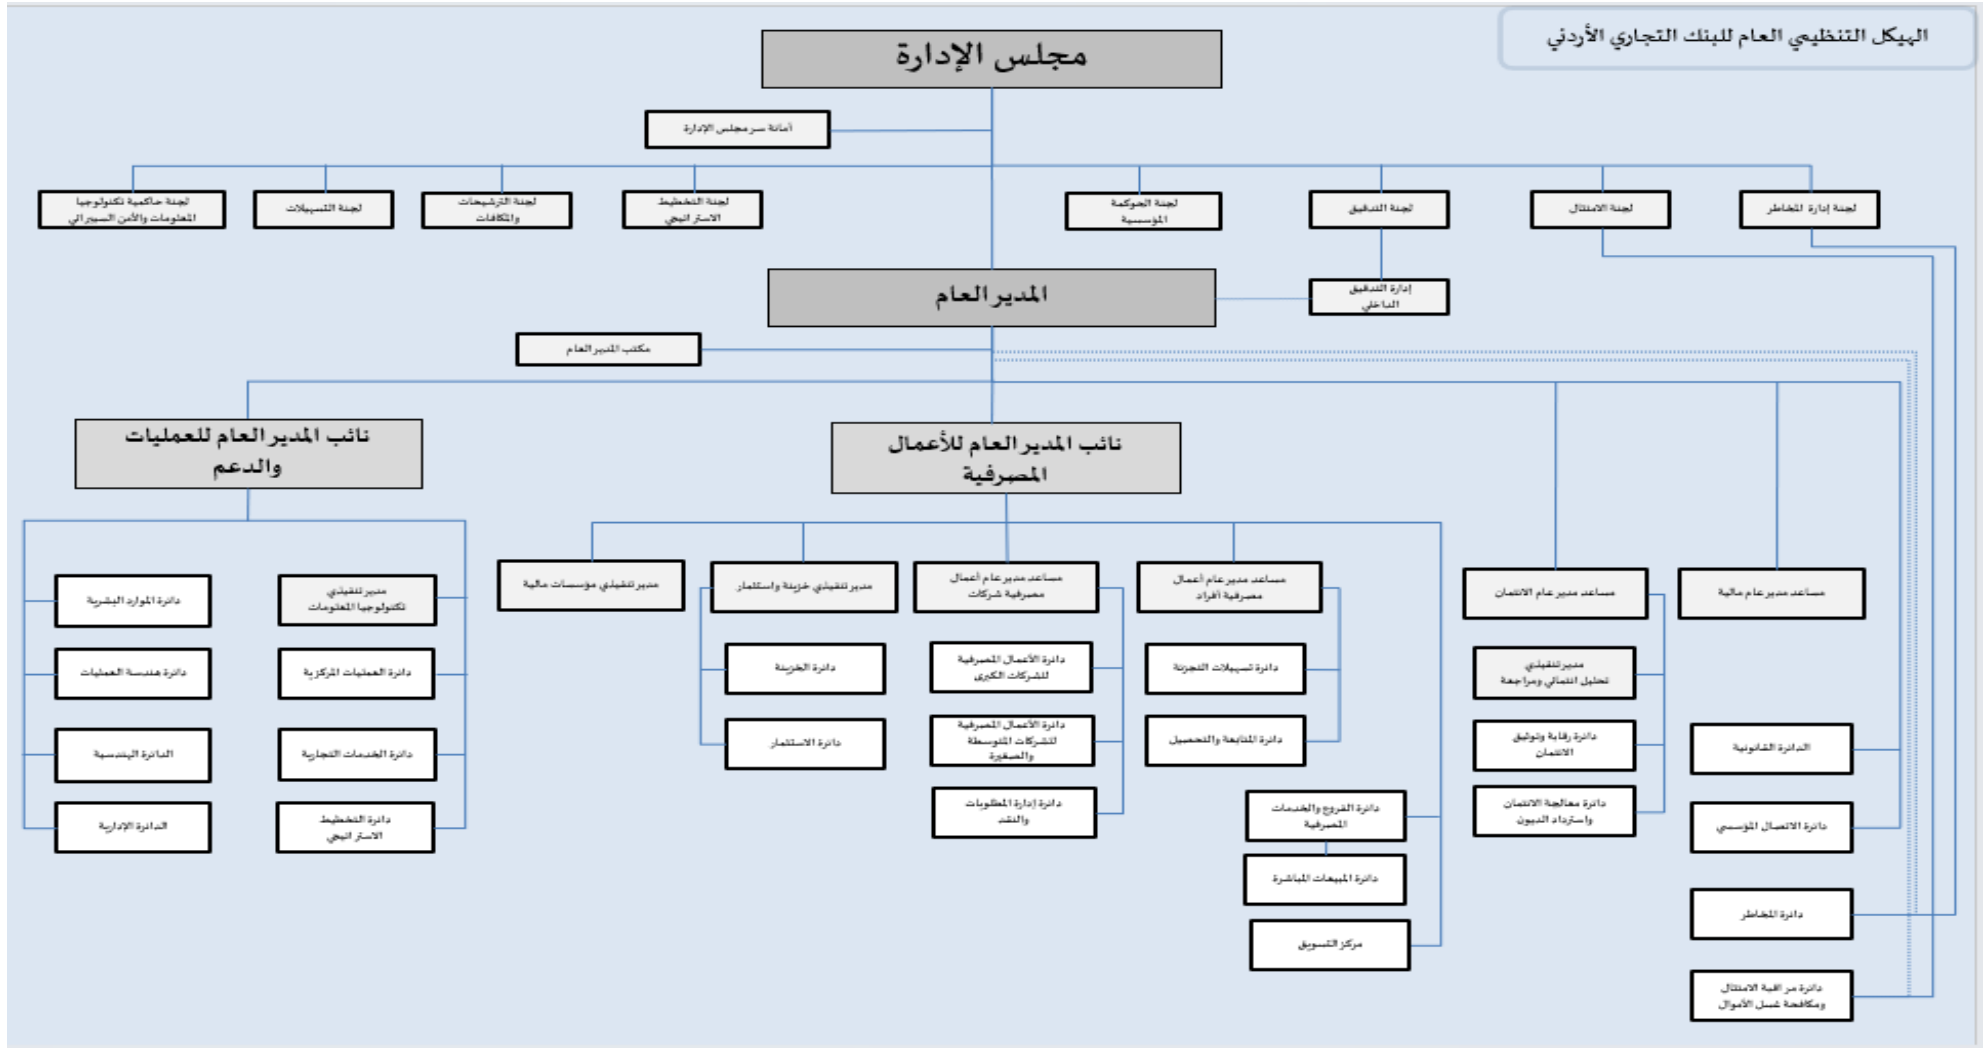 الهيكل التنظيمي العام للبنك التجاري الأردني
مجلس الإدارة
أمانة سر مجلس الإدارة
لجنة إدارة المخاطر
لجنة الامتثال
لجنة التدقيق
لجنة الحوكمة
المؤسسية
لجنة التخطيط
الاستراتيجي
لجنة الترشيحات
والمكافات
لجنة التسهيلات
لجنة حاكمية تكنولوجيا
المعلومات والأمن السيبراني
إدارة التدقيق
الداخلي
المدير العام
مكتب المدير العام
نائب المدير العام للأعمال
المصرفية
نائب المدير العام للعمليات
والدعم
مساعد مدير عام مالية
مساعد مدير عام الائتمان
مساعد مدير عام أعمال
مصرفية أفراد
مساعد مدير عام أعمال
مصرفية شركات
مدير تنفيذي خزينة واستثمار
مدير تنفيذي مؤسسات مالية
مدير تنفيذي
تكنولوجيا المعلومات
دائرة الموارد البشرية
مدير تنفيذي
تحليل ائتماني ومراجعة
دائرة تسهيلات التجزئة
دائرة الأعمال المصرفية
للشركات الكبرى
دائرة الخزينة
دائرة العمليات المركزية
دائرة هندسة العمليات
الدائرة القانونية
دائرة رقابة وتوثيق
الائتمان
دائرة المتابعة والتحصيل
دائرة الأعمال المصرفية
للشركات المتوسطة
والصغيرة
دائرة الاستثمار
دائرة الخدمات التجارية
الدائرة الهندسية
دائرة الاتصال المؤسسي
دائرة معالجة الائتمان
واسترداد الديون
دائرة الفروع والخدمات
المصرفية
دائرة إدارة المطلوبات
والنقد
دائرة التخطيط
الاستراتيجي
الدائرة الإدارية
دائرة المبيعات المباشرة
دائرة المخاطر
مركز التسويق
دائرة مراقبة الامتثال
ومكافحة غسل الأموال